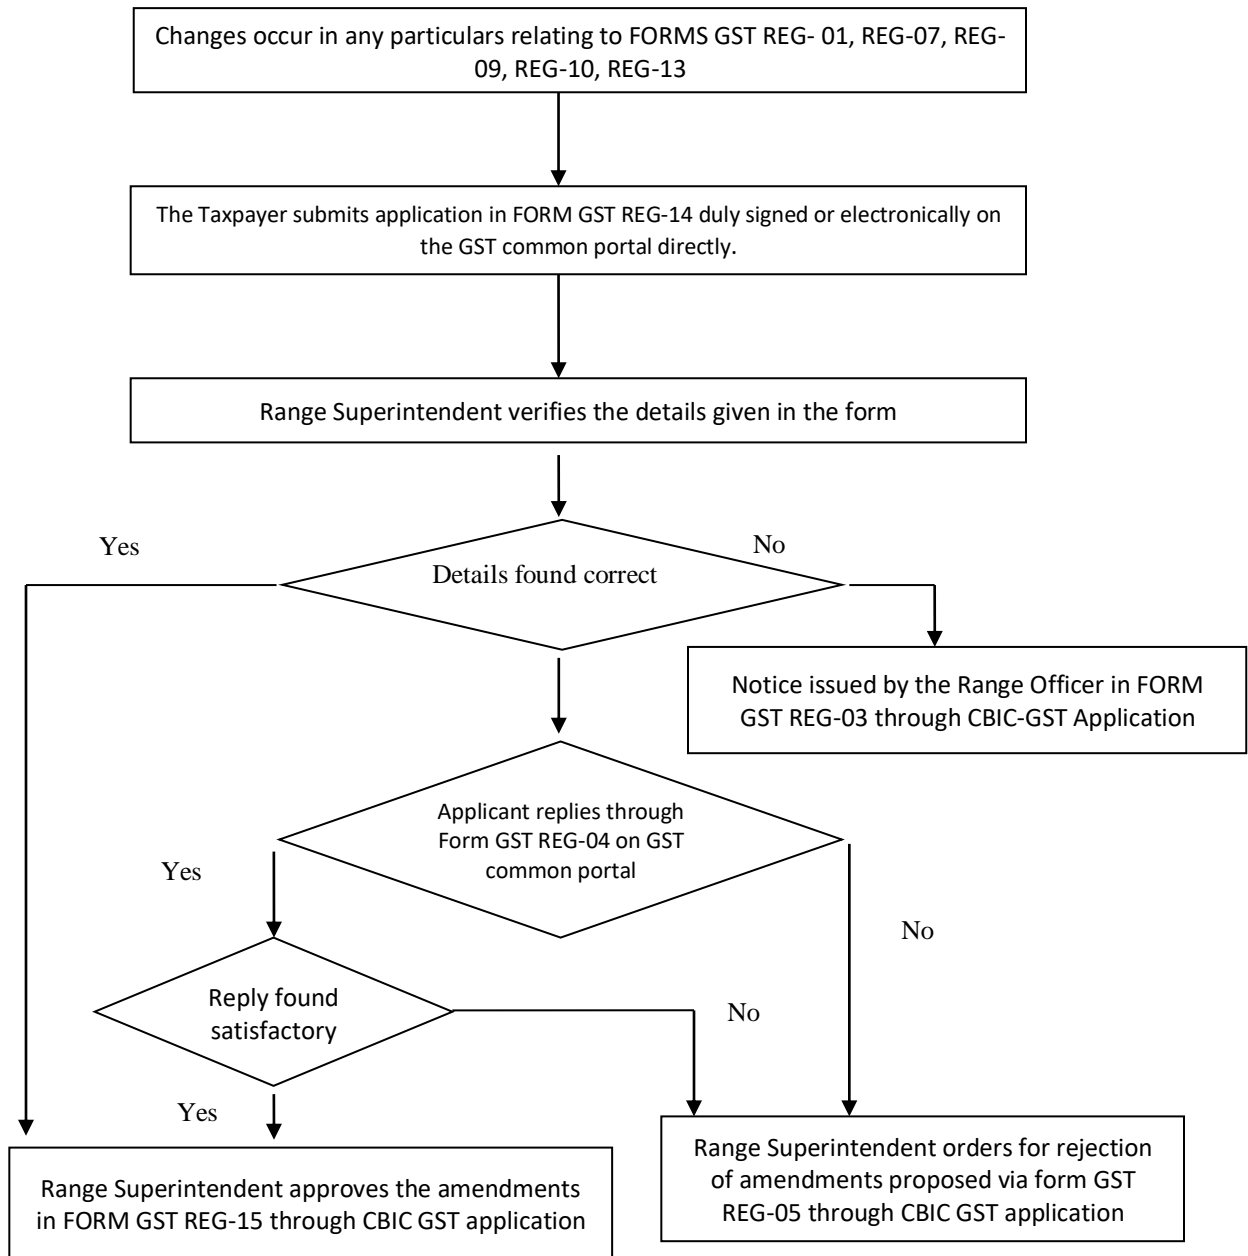 Changes occur in any particulars relating to FORMS GST REG- 01, REG-07, REG-
09, REG-10, REG-13
The Taxpayer submits application in FORM GST REG-14 duly signed or electronically on
the GST common portal directly.
Range Superintendent verifies the details given in the form
Yes
No
Details found correct
Notice issued by the Range Officer in FORM
GST REG-03 through CBIC-GST Application
Applicant replies through
Form GST REG-04 on GST
common portal
Yes
No
Reply found
satisfactory
No
Yes
Range Superintendent approves the amendments
in FORM GST REG-15 through CBIC GST application
Range Superintendent orders for rejection
of amendments proposed via form GST
REG-05 through CBIC GST application